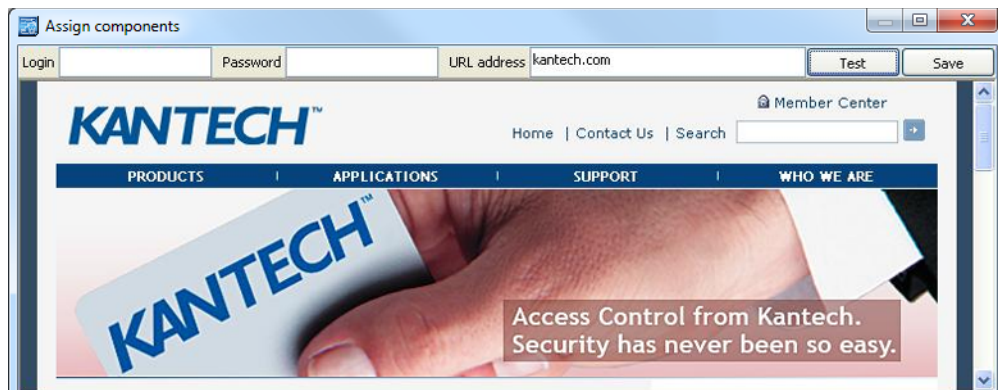 Assign components
Login Password URL address kantech.com Test Save
KANTECH™
Member Center
Home | Contact Us | Search
PRODUCTS | APPLICATIONS | SUPPORT | WHO WE ARE
KANTECH™
Access Control from Kantech.
Security has never been so easy.